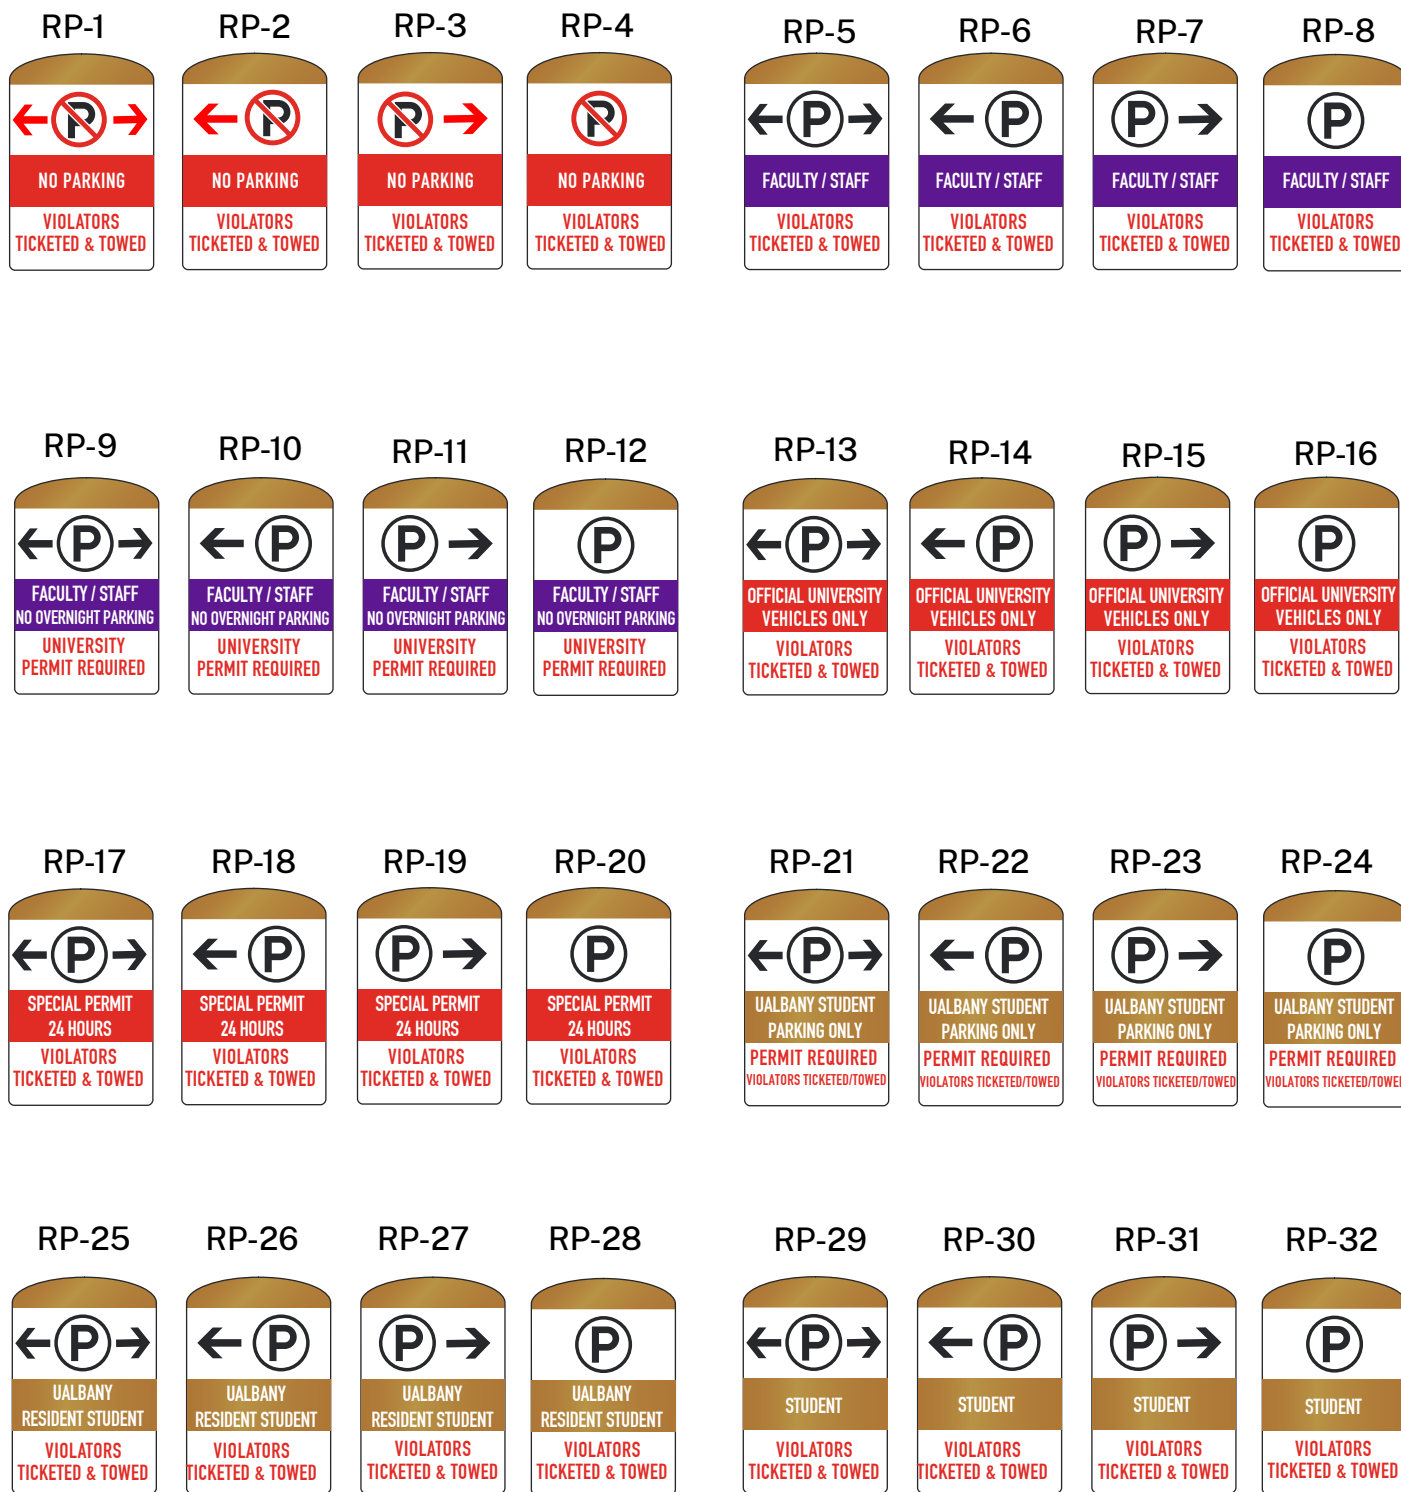 RP-1 RP-2 RP-3 RP-4 RP-5 RP-6 RP-7 RP-8
P P P P P P P P
NO PARKING NO PARKING NO PARKING NO PARKING FACULTY / STAFF FACULTY / STAFF FACULTY / STAFF FACULTY / STAFF
VIOLATORS VIOLATORS VIOLATORS VIOLATORS VIOLATORS VIOLATORS VIOLATORS VIOLATORS
TICKETED & TOWED TICKETED & TOWED TICKETED & TOWED TICKETED & TOWED TICKETED & TOWED TICKETED & TOWED TICKETED & TOWED TICKETED & TOWED
RP-9 RP-10 RP-11 RP-12 RP-13 RP-14 RP-15 RP-16
P P P P P P P P
FACULTY / STAFF FACULTY / STAFF FACULTY / STAFF FACULTY / STAFF OFFICIAL UNIVERSITY OFFICIAL UNIVERSITY OFFICIAL UNIVERSITY OFFICIAL UNIVERSITY
NO OVERNIGHT PARKING NO OVERNIGHT PARKING NO OVERNIGHT PARKING NO OVERNIGHT PARKING VEHICLES ONLY VEHICLES ONLY VEHICLES ONLY VEHICLES ONLY
UNIVERSITY UNIVERSITY UNIVERSITY UNIVERSITY VIOLATORS VIOLATORS VIOLATORS VIOLATORS
PERMIT REQUIRED PERMIT REQUIRED PERMIT REQUIRED PERMIT REQUIRED TICKETED & TOWED TICKETED & TOWED TICKETED & TOWED TICKETED & TOWED
RP-17 RP-18 RP-19 RP-20 RP-21 RP-22 RP-23 RP-24
P P P P P P P P
SPECIAL PERMIT SPECIAL PERMIT SPECIAL PERMIT SPECIAL PERMIT UALBANY STUDENT UALBANY STUDENT UALBANY STUDENT UALBANY STUDENT
24 HOURS 24 HOURS 24 HOURS 24 HOURS PARKING ONLY PARKING ONLY PARKING ONLY PARKING ONLY
VIOLATORS VIOLATORS VIOLATORS VIOLATORS PERMIT REQUIRED PERMIT REQUIRED PERMIT REQUIRED PERMIT REQUIRED
TICKETED & TOWED TICKETED & TOWED TICKETED & TOWED TICKETED & TOWED VIOLATORS TICKETED/TOWED VIOLATORS TICKETED/TOWED VIOLATORS TICKETED/TOWED VIOLATORS TICKETED/TOWED
RP-25 RP-26 RP-27 RP-28 RP-29 RP-30 RP-31 RP-32
P P P P P P P P
UALBANY UALBANY UALBANY UALBANY STUDENT STUDENT STUDENT STUDENT
RESIDENT STUDENT RESIDENT STUDENT RESIDENT STUDENT RESIDENT STUDENT
VIOLATORS VIOLATORS VIOLATORS VIOLATORS VIOLATORS VIOLATORS VIOLATORS VIOLATORS
TICKETED & TOWED TICKETED & TOWED TICKETED & TOWED TICKETED & TOWED TICKETED & TOWED TICKETED & TOWED TICKETED & TOWED TICKETED & TOWED